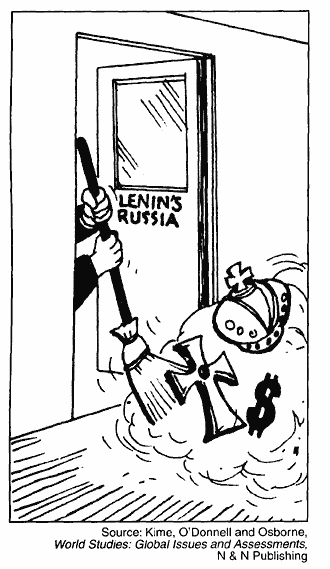 LENIN'S
RUSSIA
$
Source: Kime, O'Donnell and Osborne,
World Studies: Global Issues and Assessments,
N & N Publishing